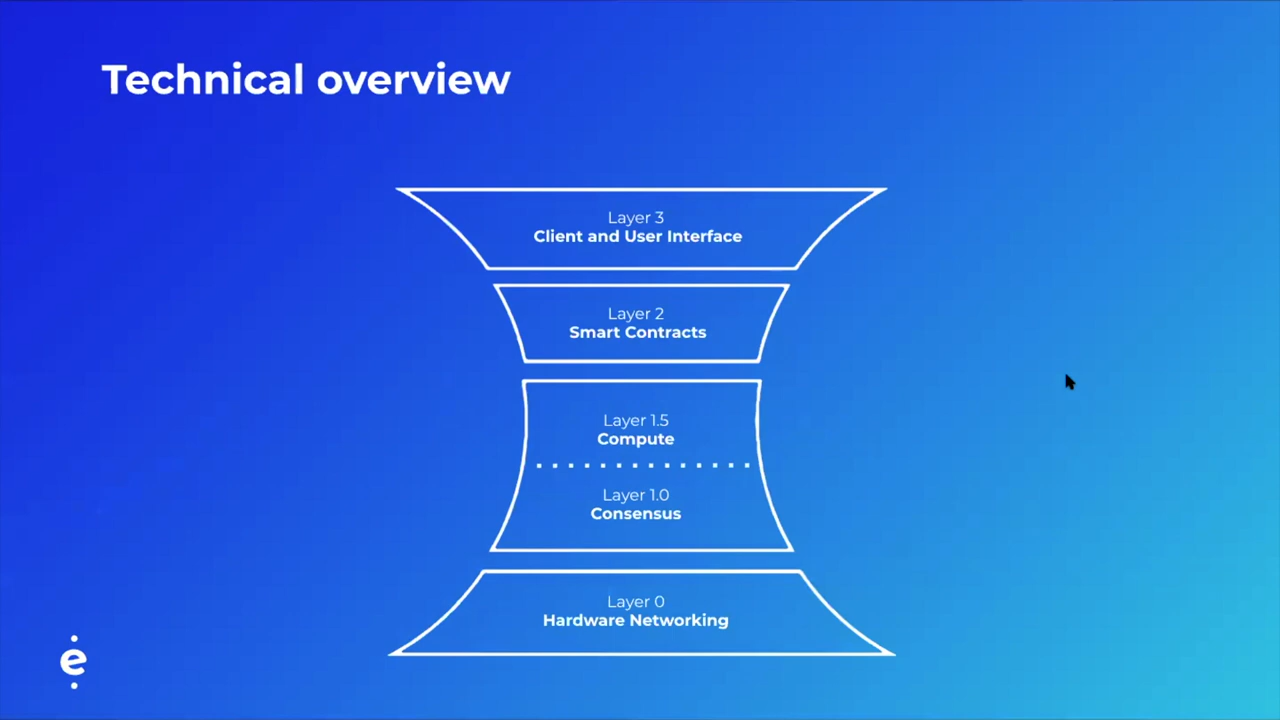 Technical overview
Layer 3
Client and User Interface
Layer 2
Smart Contracts
Layer 1.5
Compute
Layer 1.0
Consensus
Layer 0
Hardware Networking
e